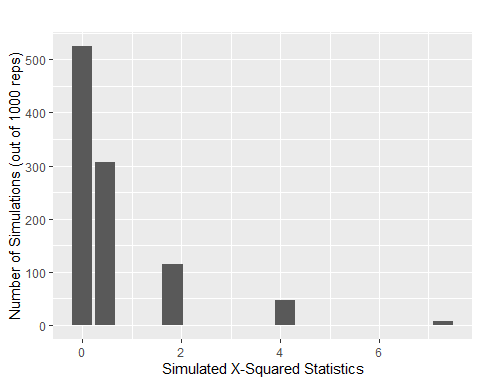 Number of Simulations (out of 1000 reps)
500
400
300
200
100
0
0 2 4 6
Simulated X-Squared Statistics